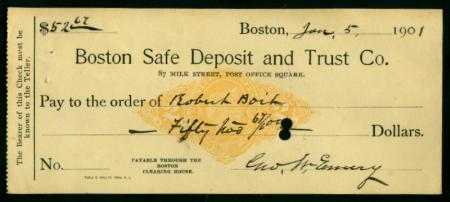 $52 67
Boston, Jan. 5, 1901
The Bearer of this Check must be
known to the Teller.
Boston Safe Deposit and Trust Co.
87 MILK STREET, POST OFFICE SQUARE.
Pay to the order of Robert Boit
Fifty two 67/100 Dollars.
No.
PAYABLE THROUGH THE
BOSTON
CLEARING HOUSE.
Geo. W. Emery